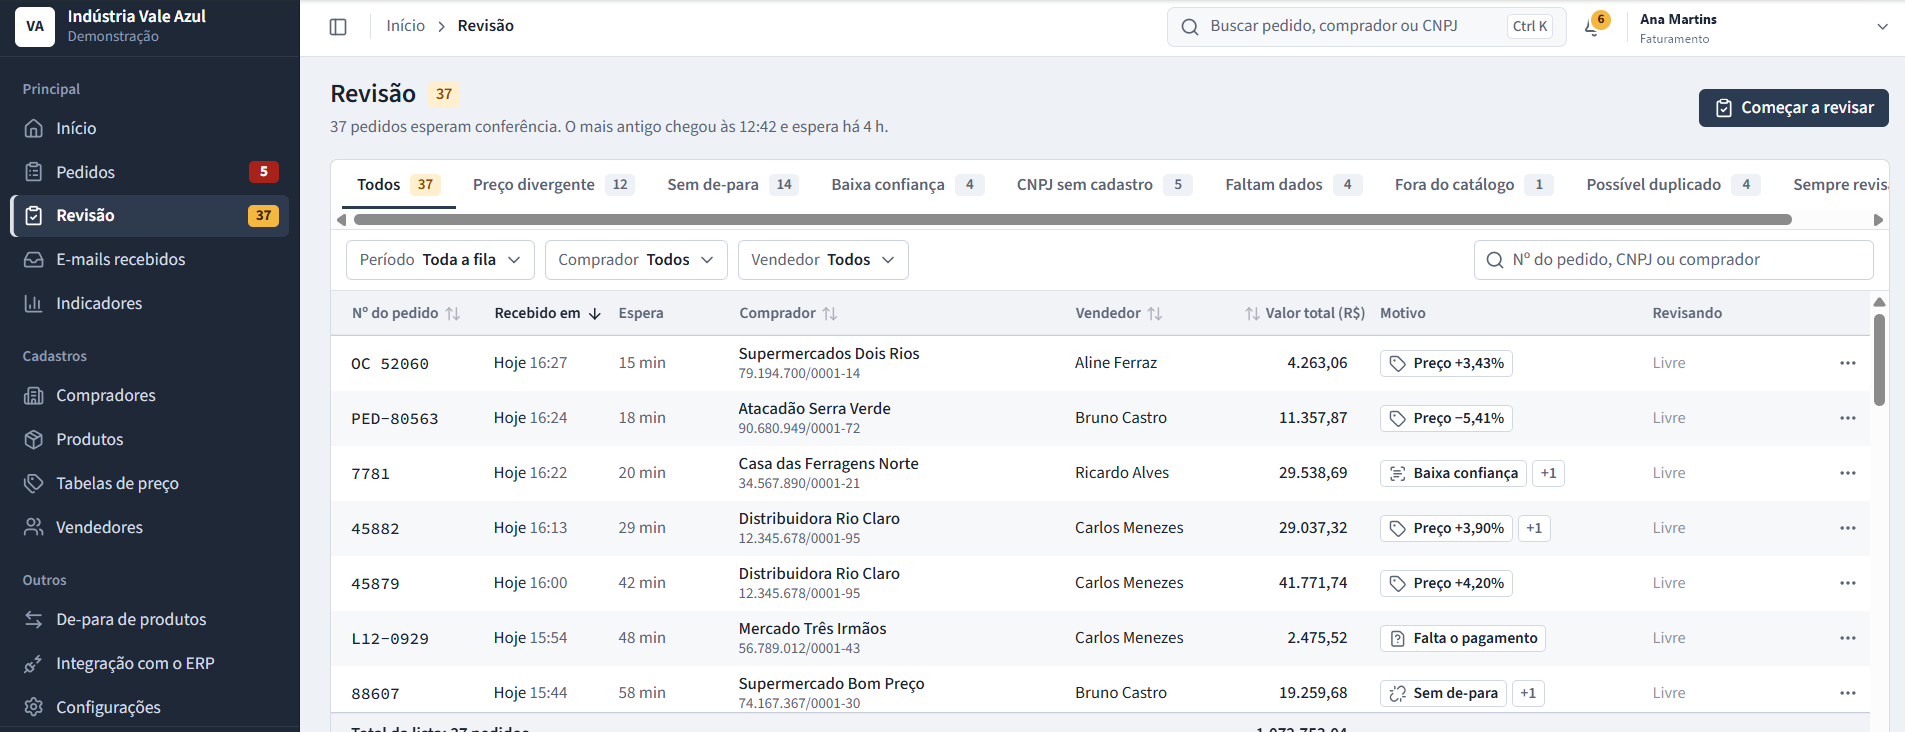 VA
Indústria Vale Azul
Demonstração
Início
Revisão
Buscar pedido, comprador ou CNPJ
Ctrl K
6
Ana Martins
Faturamento
Principal
Início
Pedidos 5
Revisão 37
E-mails recebidos
Indicadores
Cadastros
Compradores
Produtos
Tabelas de preço
Vendedores
Outros
De-para de produtos
Integração com o ERP
Configurações
Revisão 37
37 pedidos esperam conferência. O mais antigo chegou às 12:42 e espera há 4 h.
Começar a revisar
Todos 37 Preço divergente 12 Sem de-para 14 Baixa confiança 4 CNPJ sem cadastro 5 Faltam dados 4 Fora do catálogo 1 Possível duplicado 4 Sempre revis
Período Toda a fila Comprador Todos Vendedor Todos Nº do pedido, CNPJ ou comprador
Nº do pedido Recebido em Espera Comprador Vendedor Valor total (R$) Motivo Revisando
OC 52060 Hoje 16:27 15 min Supermercados Dois Rios Aline Ferraz 4.263,06 Preço +3,43% Livre
79.194.700/0001-14
PED-80563 Hoje 16:24 18 min Atacadão Serra Verde Bruno Castro 11.357,87 Preço −5,41% Livre
90.680.949/0001-72
7781 Hoje 16:22 20 min Casa das Ferragens Norte Ricardo Alves 29.538,69 Baixa confiança +1 Livre
34.567.890/0001-21
45882 Hoje 16:13 29 min Distribuidora Rio Claro Carlos Menezes 29.037,32 Preço +3,90% +1 Livre
12.345.678/0001-95
45879 Hoje 16:00 42 min Distribuidora Rio Claro Carlos Menezes 41.771,74 Preço +4,20% Livre
12.345.678/0001-95
L12-0929 Hoje 15:54 48 min Mercado Três Irmãos Carlos Menezes 2.475,52 Falta o pagamento Livre
56.789.012/0001-43
88607 Hoje 15:44 58 min Supermercado Bom Preço Bruno Castro 19.259,68 Sem de-para +1 Livre
74.167.367/0001-30
Total da lista: 37 pedidos 1.072.753,04